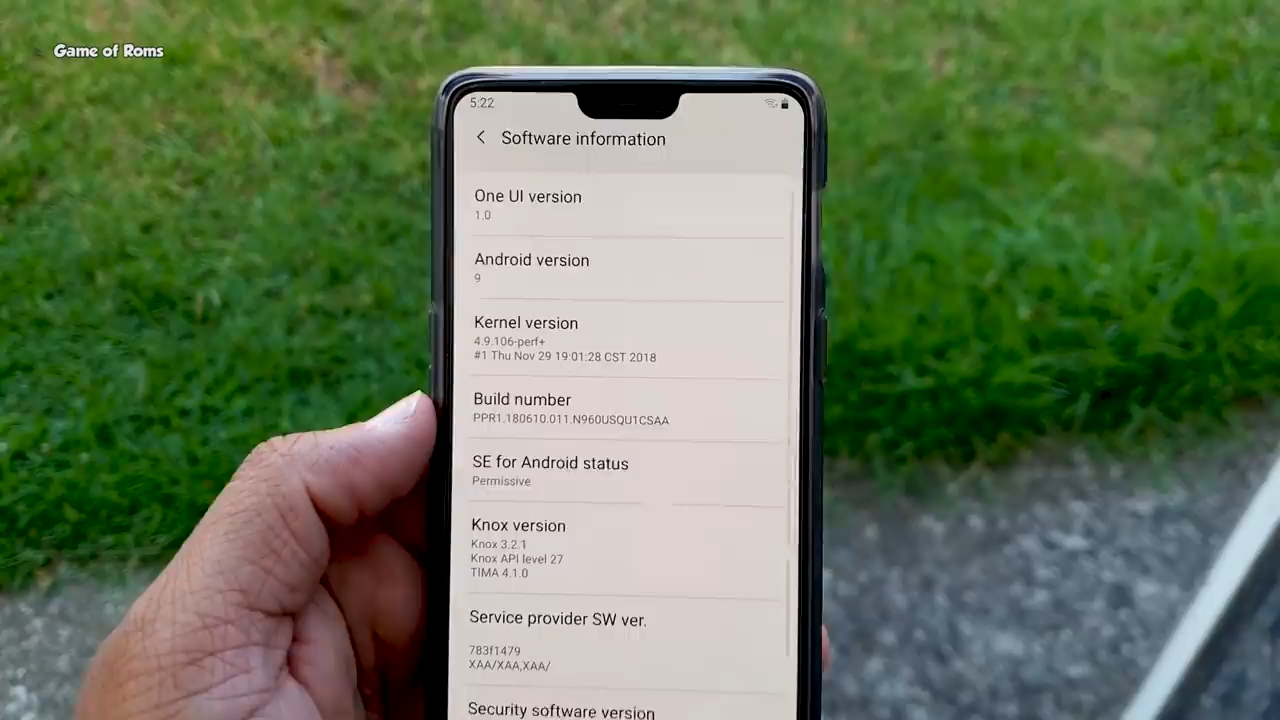 Game of Roms
5:22
Software information
One UI version
1.0
Android version
9
Kernel version
4.9.106-perf+
#1 Thu Nov 29 19:01:28 CST 2018
Build number
PPR1.180610.011.N960USQU1CSAA
SE for Android status
Permissive
Knox version
Knox 3.2.1
Knox API level 27
TIMA 4.1.0
Service provider SW ver.
783f1479
XAA/XAA,XAA/
Security software version